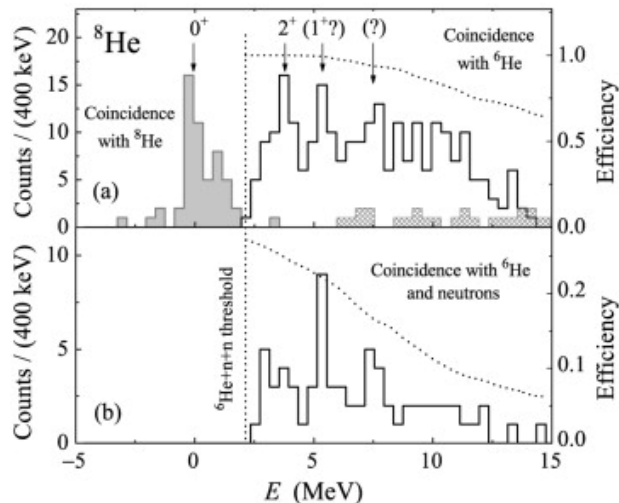 ⁸He
0⁺
2⁺ (1⁺?) (?)
Coincidence
with ⁶He
Coincidence
with ⁸He
(a)
Counts / (400 keV)
20
15
10
5
0
Efficiency
1.0
0.5
0.0
⁶He+n+n threshold
Coincidence with ⁶He
and neutrons
(b)
Counts / (400 keV)
10
5
0
Efficiency
0.2
0.1
0.0
−5 0 5 10 15
E (MeV)